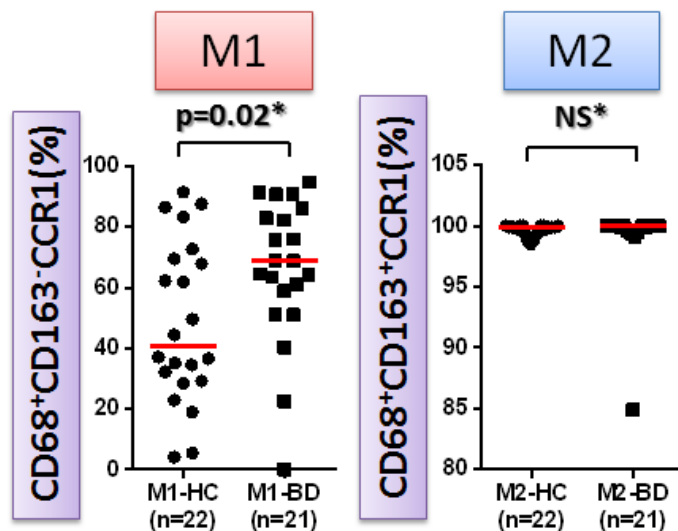 M1
CD68⁺CD163⁻CCR1(%)
p=0.02*
100
80
60
40
20
0
M1-HC
(n=22)
M1-BD
(n=21)
M2
CD68⁺CD163⁺CCR1(%)
NS*
105
100
95
90
85
80
M2-HC
(n=22)
M2-BD
(n=21)